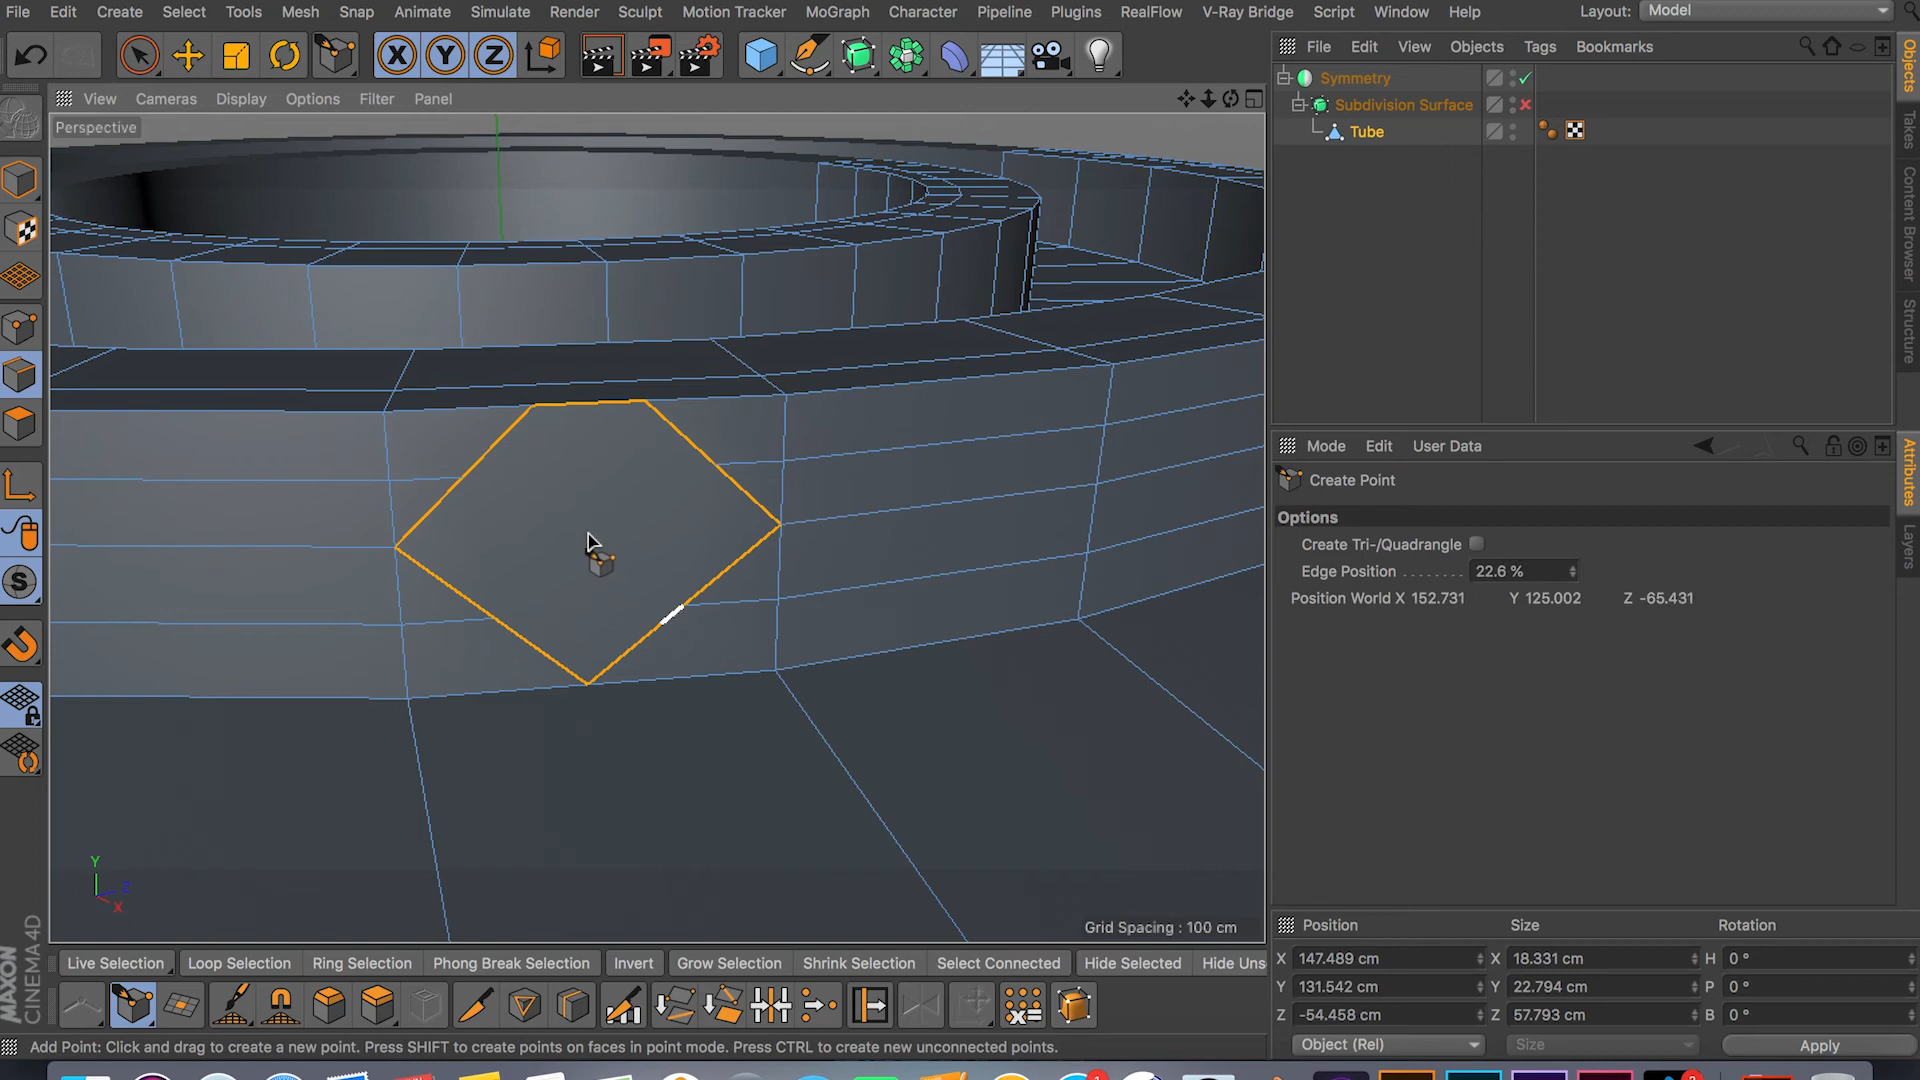 File Edit Create Select Tools Mesh Snap Animate Simulate Render Sculpt Motion Tracker MoGraph Character Pipeline Plugins RealFlow V-Ray Bridge Script Window Help Layout: Model
X Y Z
File Edit View Objects Tags Bookmarks
Symmetry
Subdivision Surface
Tube
View Cameras Display Options Filter Panel
Perspective
Objects
Takes
Content Browser
Structure
Mode Edit User Data
Create Point
Options
Create Tri-/Quadrangle
Edge Position ........ 22.6 %
Position World X 152.731 Y 125.002 Z -65.431
Attributes
Layers
S
Y
Z
X
Grid Spacing : 100 cm
Position Size Rotation
X 147.489 cm X 18.331 cm H 0 °
Y 131.542 cm Y 22.794 cm P 0 °
Z -54.458 cm Z 57.793 cm B 0 °
Object (Rel) Size Apply
Live Selection Loop Selection Ring Selection Phong Break Selection Invert Grow Selection Shrink Selection Select Connected Hide Selected Hide Uns
MAXON
CINEMA 4D
Add Point: Click and drag to create a new point. Press SHIFT to create points on faces in point mode. Press CTRL to create new unconnected points.